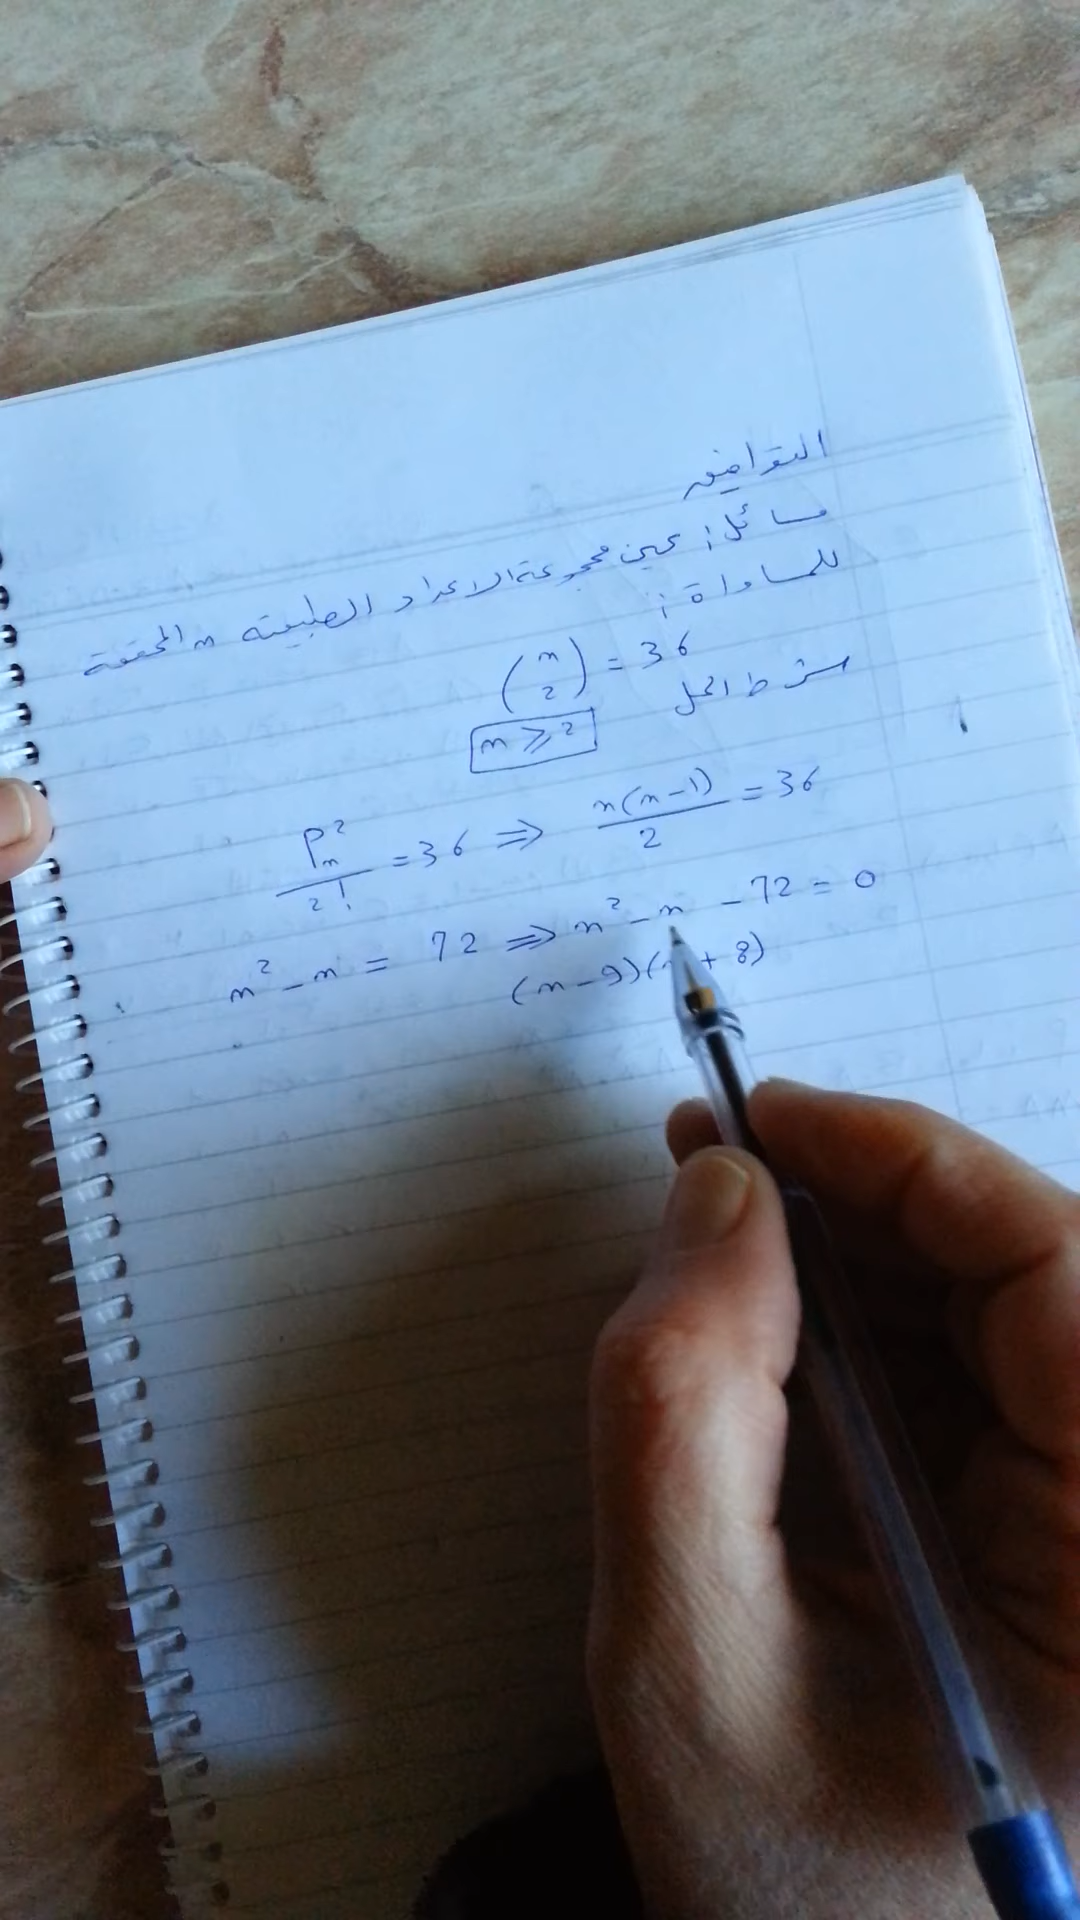 التوافيق
مسائل: عين مجموعة الاعداد الطبيعية n المحققة
للمساواة:
(n 2) = 36
شرط الحل
n ⩾ 2
P²ₙ / 2! = 36 ⇒ n(n-1) / 2 = 36
n² - n = 72 ⇒ n² - n - 72 = 0
(n - 9)( + 8)